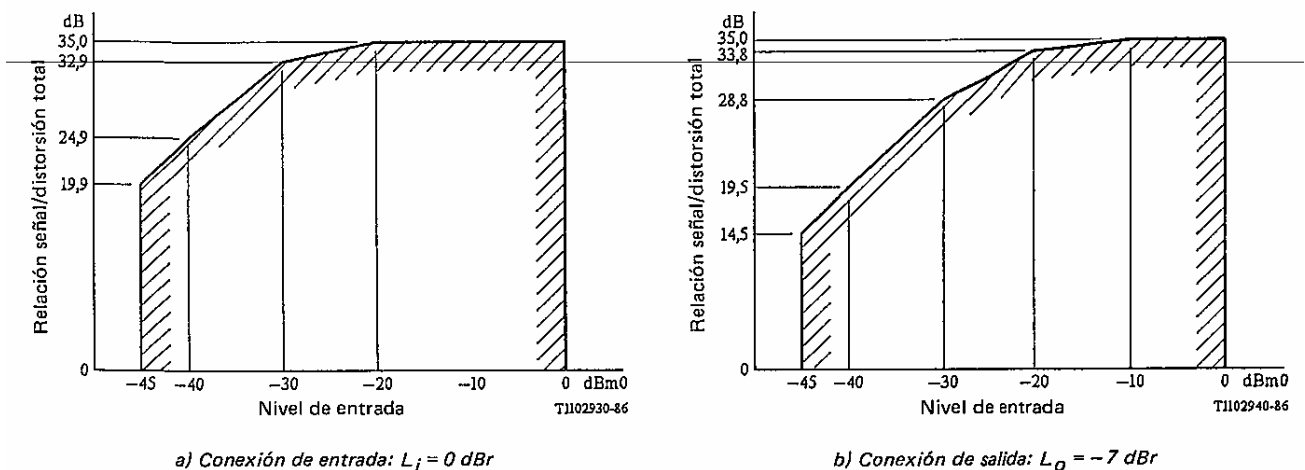 dB
35,0
32,9
24,9
19,9
0
Relación señal/distorsión total
−45 −40 −30 −20 −10 0 dBm0
Nivel de entrada
T1102930-86
a) Conexión de entrada: Li = 0 dBr
dB
35,0
33,8
28,8
19,5
14,5
0
Relación señal/distorsión total
−45 −40 −30 −20 −10 0 dBm0
Nivel de entrada
T1102940-86
b) Conexión de salida: Lo = −7 dBr